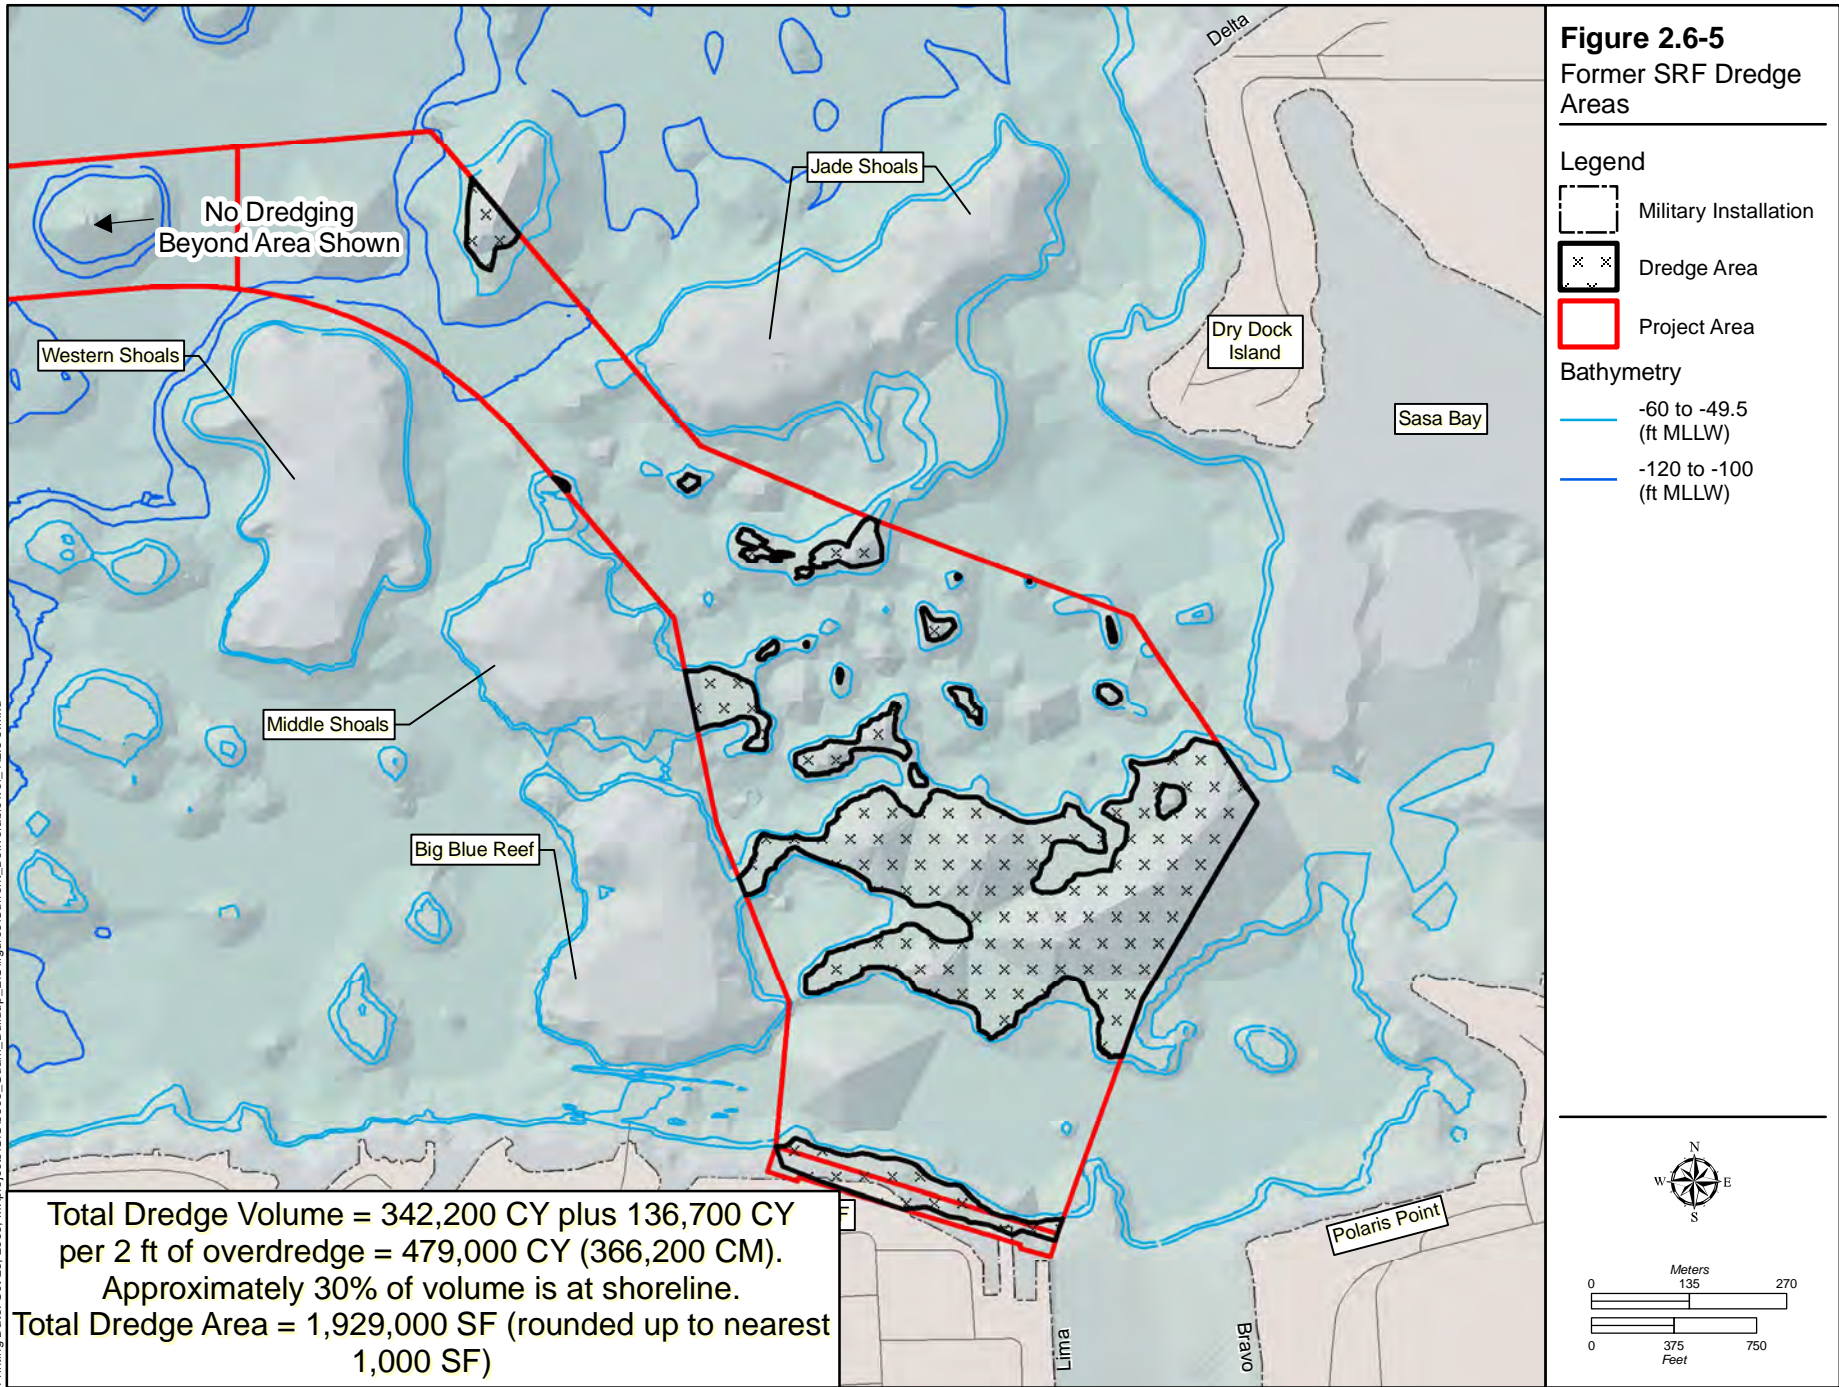 Figure 2.6-5
Former SRF Dredge
Areas
Legend
Military Installation
Dredge Area
Project Area
Bathymetry
-60 to -49.5
(ft MLLW)
-120 to -100
(ft MLLW)
Delta
Jade Shoals
No Dredging
Beyond Area Shown
Western Shoals
Dry Dock
Island
Sasa Bay
Middle Shoals
Big Blue Reef
F
Polaris Point
Lima
Bravo
Total Dredge Volume = 342,200 CY plus 136,700 CY
per 2 ft of overdredge = 479,000 CY (366,200 CM).
Approximately 30% of volume is at shoreline.
Total Dredge Area = 1,929,000 SF (rounded up to nearest
1,000 SF)
N
W E
S
Meters
0 135 270
0 375 750
Feet